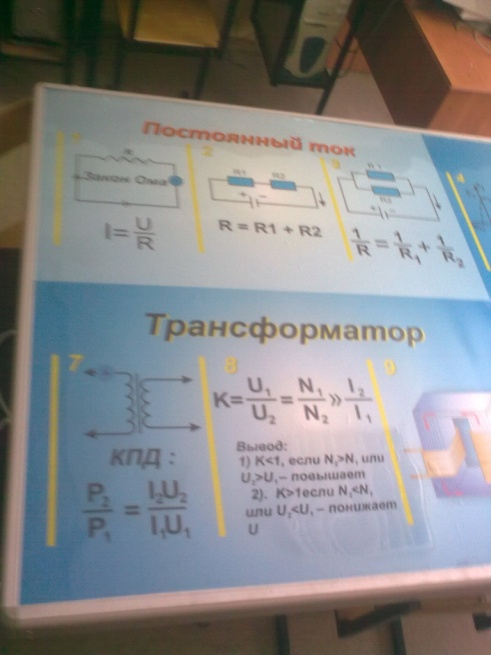 Постоянный ток
1
R
Закон Ома
I = U/R
2
R1 R2
+ –
R = R1 + R2
3
R1
R2
+ –
1/R = 1/R₁ + 1/R₂
4
Трансформатор
7
КПД :
P₂/P₁ = I₂U₂/I₁U₁
8
K = U₁/U₂ = N₁/N₂ » I₂/I₁
Вывод:
1) K<1, если N₂>N, или
U₂>U₁ – повышает
2). K>1если N₂<N,
или U₂<U₁ – понижает
U
9